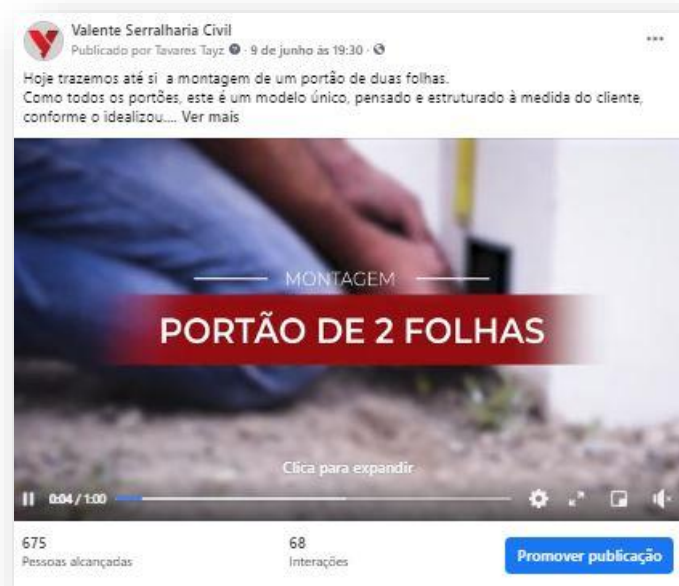 Valente Serralharia Civil
Publicado por Tavares Tayz · 9 de junho às 19:30 ·
Hoje trazemos até si a montagem de um portão de duas folhas.
Como todos os portões, este é um modelo único, pensado e estruturado à medida do cliente,
conforme o idealizou.... Ver mais
MONTAGEM
PORTÃO DE 2 FOLHAS
Clica para expandir
0:04 / 1:00
675
Pessoas alcançadas
68
Interações
Promover publicação